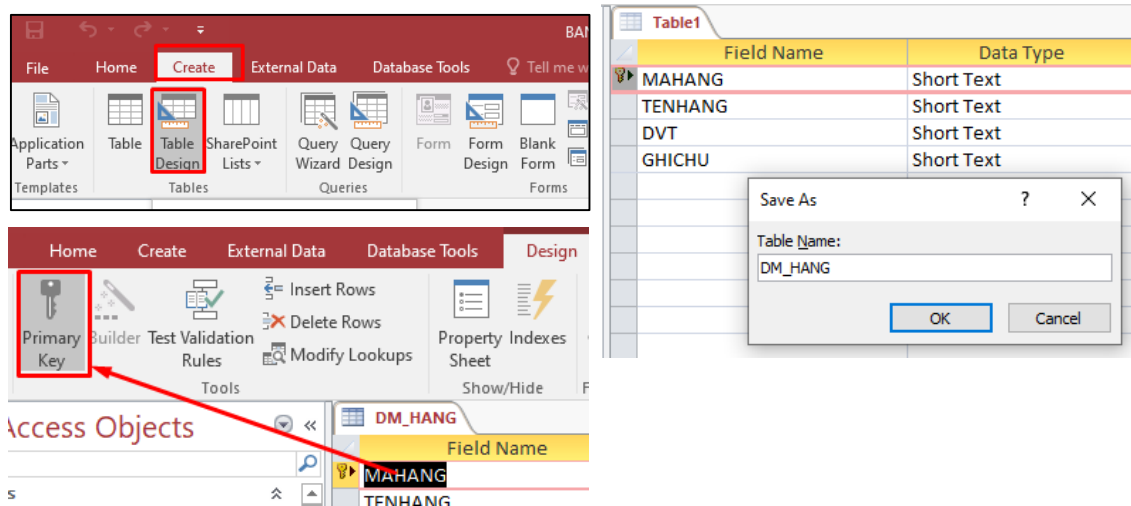 BAN
File Home Create External Data Database Tools Tell me w
Application Parts
Table
Table Design
SharePoint Lists
Query Wizard
Query Design
Form
Form Design
Blank Form
Templates Tables Queries Forms
Table1
Field Name Data Type
MAHANG Short Text
TENHANG Short Text
DVT Short Text
GHICHU Short Text
Save As ? X
Table Name:
DM_HANG
OK Cancel
Home Create External Data Database Tools Design
Primary Key
Builder
Test Validation Rules
Insert Rows
Delete Rows
Modify Lookups
Property Sheet
Indexes
Tools Show/Hide
Access Objects «
DM_HANG
Field Name
MAHANG
TENHANG